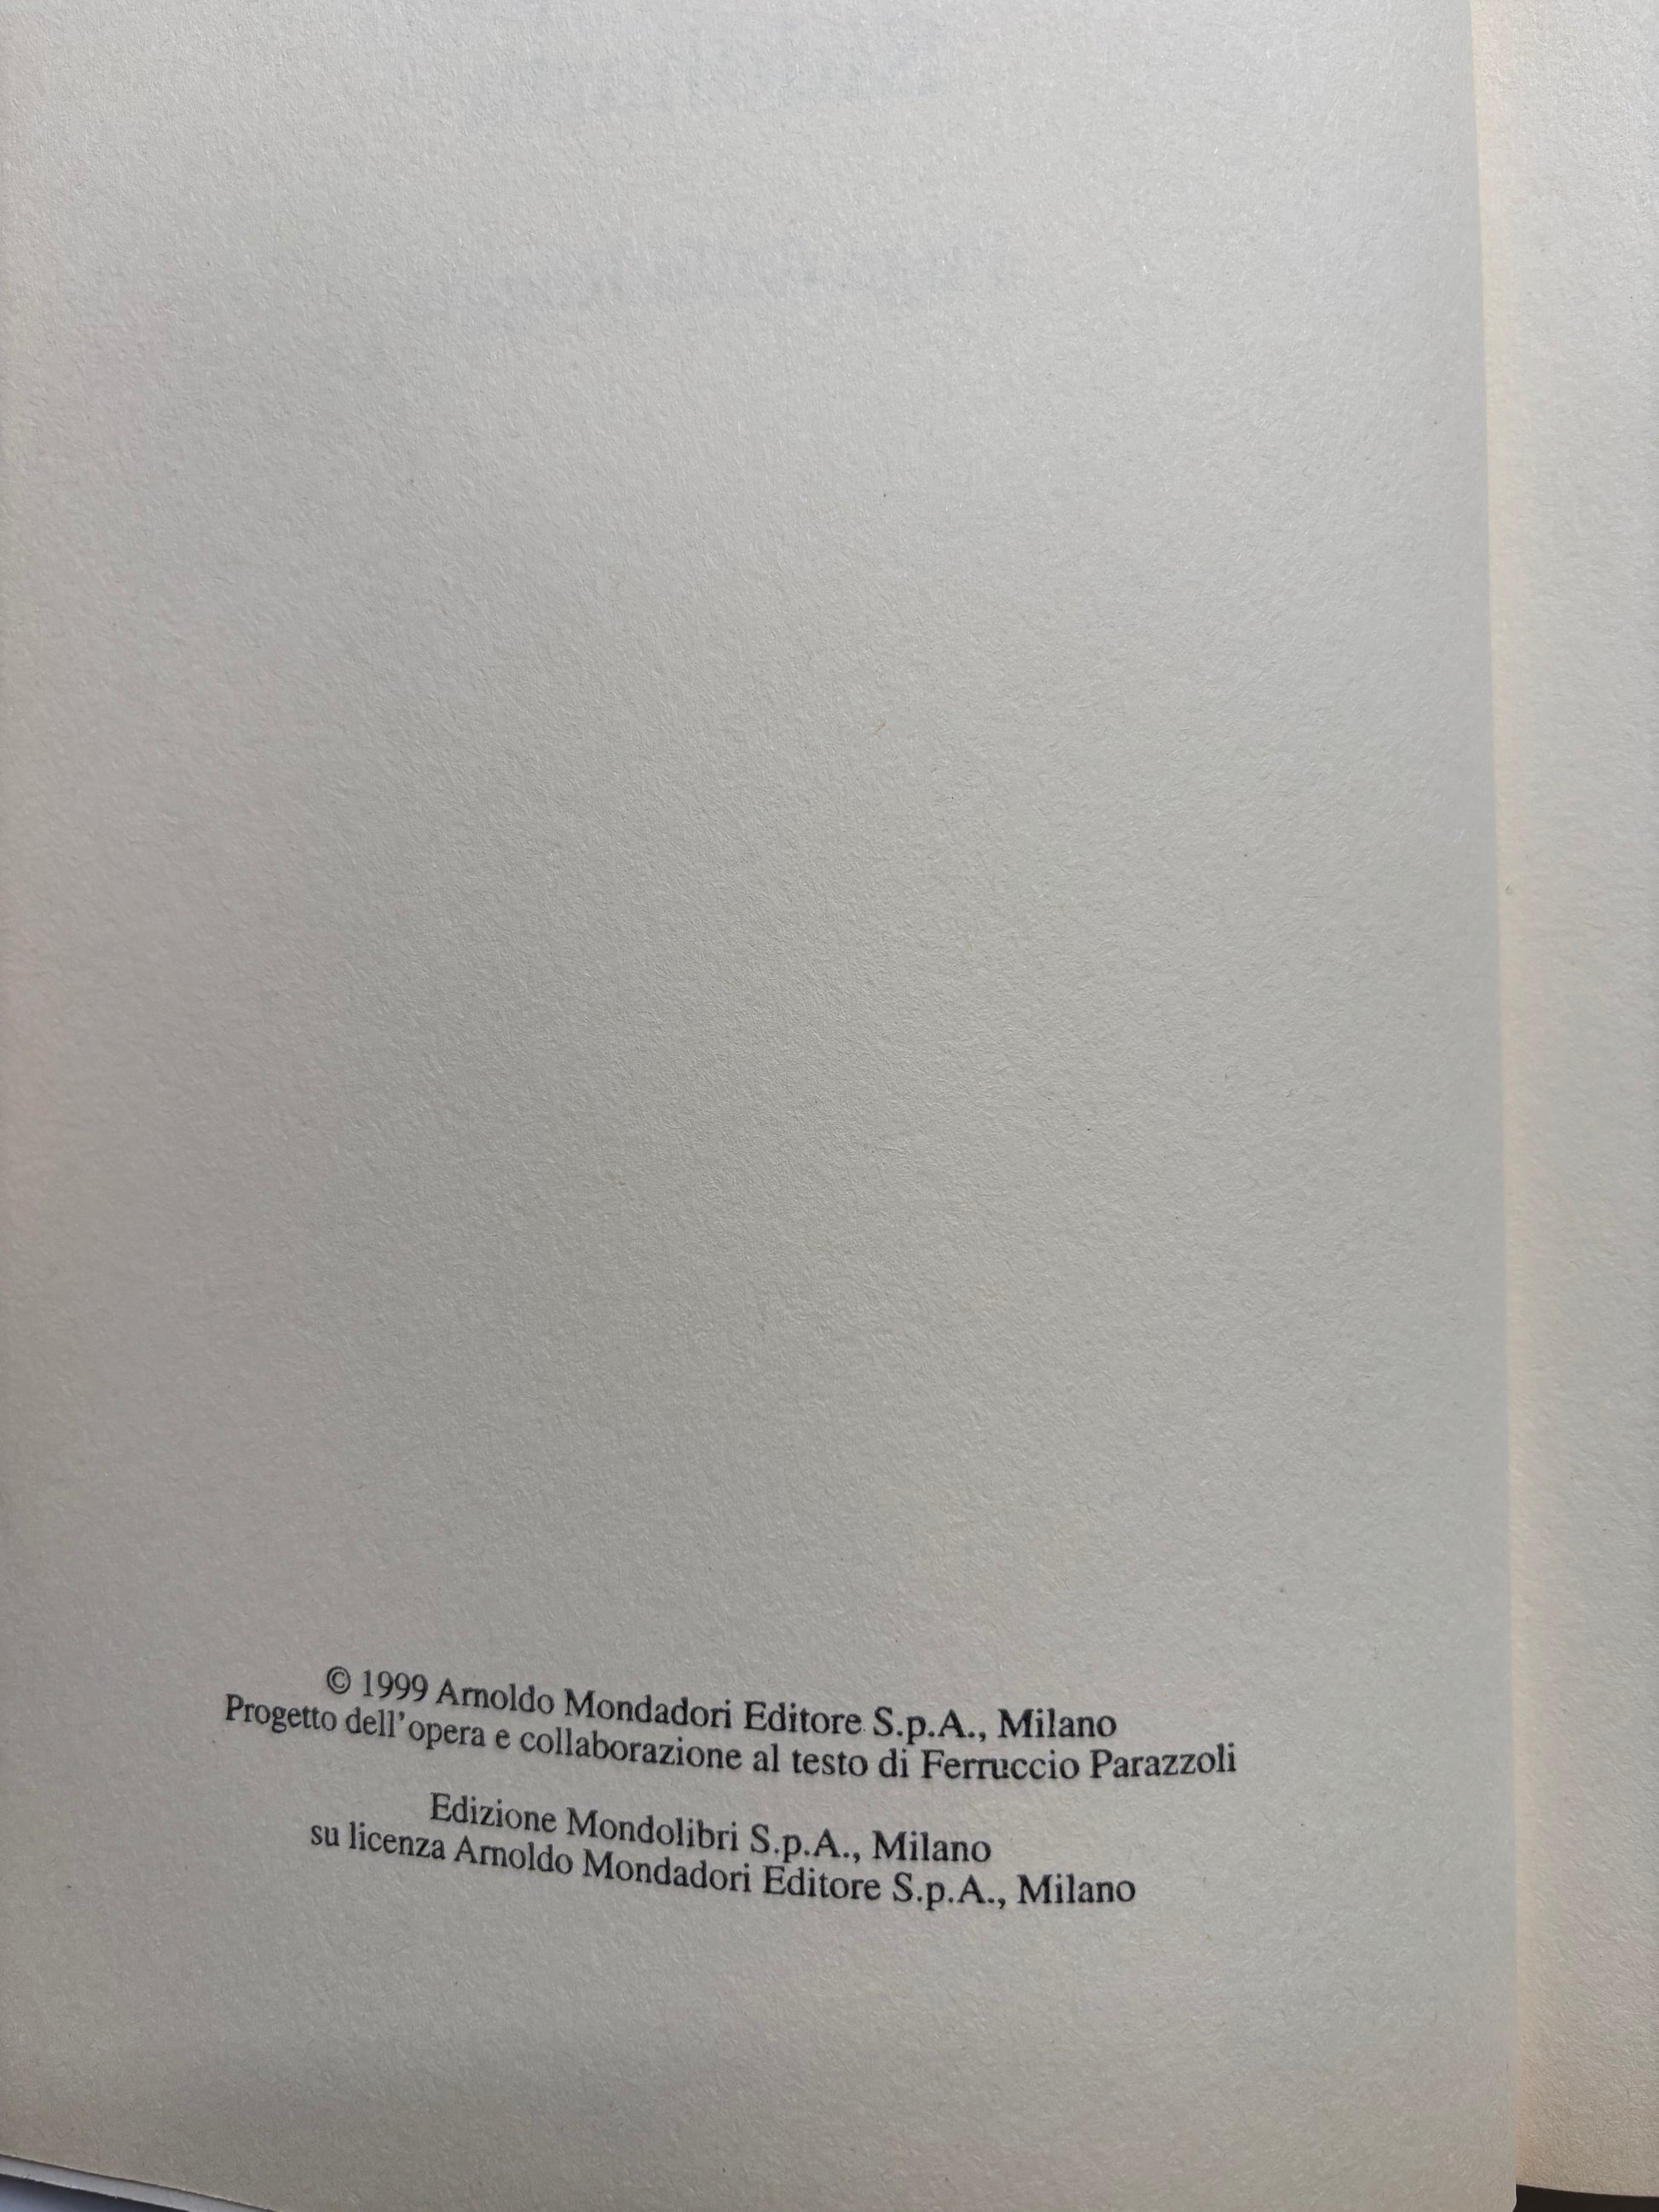 © 1999 Arnoldo Mondadori Editore S.p.A., Milano
Progetto dell'opera e collaborazione al testo di Ferruccio Parazzoli
Edizione Mondolibri S.p.A., Milano
su licenza Arnoldo Mondadori Editore S.p.A., Milano